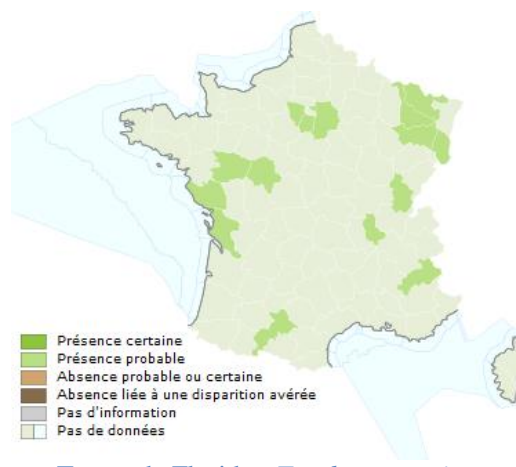 Présence certaine
Présence probable
Absence probable ou certaine
Absence liée à une disparition avérée
Pas d'information
Pas de données